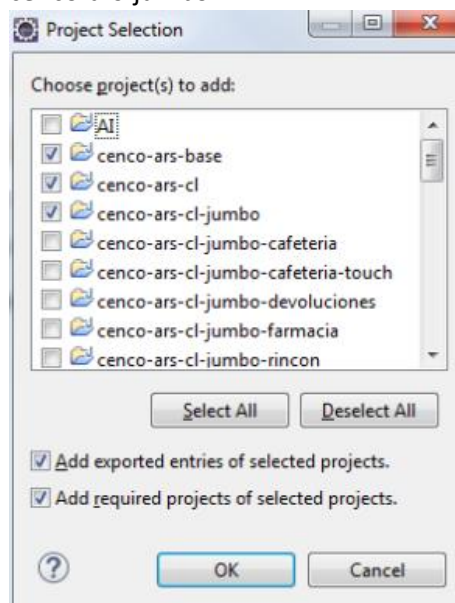 Project Selection
Choose project(s) to add:
AI
cenco-ars-base
cenco-ars-cl
cenco-ars-cl-jumbo
cenco-ars-cl-jumbo-cafeteria
cenco-ars-cl-jumbo-cafeteria-touch
cenco-ars-cl-jumbo-devoluciones
cenco-ars-cl-jumbo-farmacia
cenco-ars-cl-jumbo-rincon
Select All Deselect All
Add exported entries of selected projects.
Add required projects of selected projects.
? OK Cancel